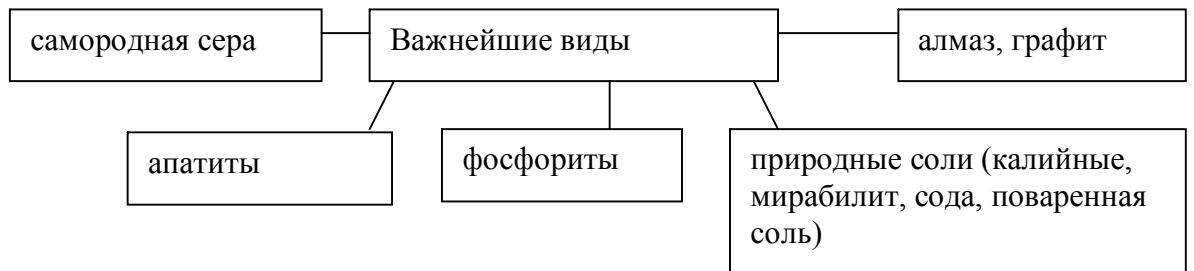 самородная сера
Важнейшие виды
алмаз, графит
апатиты
фосфориты
природные соли (калийные,
мирабилит, сода, поваренная
соль)